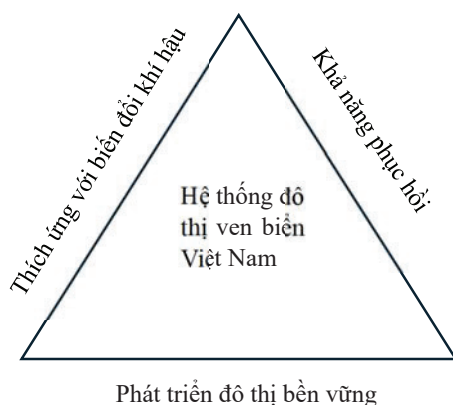 Thích ứng với biến đổi khí hậu
Khả năng phục hồi
Hệ thống đô
thị ven biển
Việt Nam
Phát triển đô thị bền vững